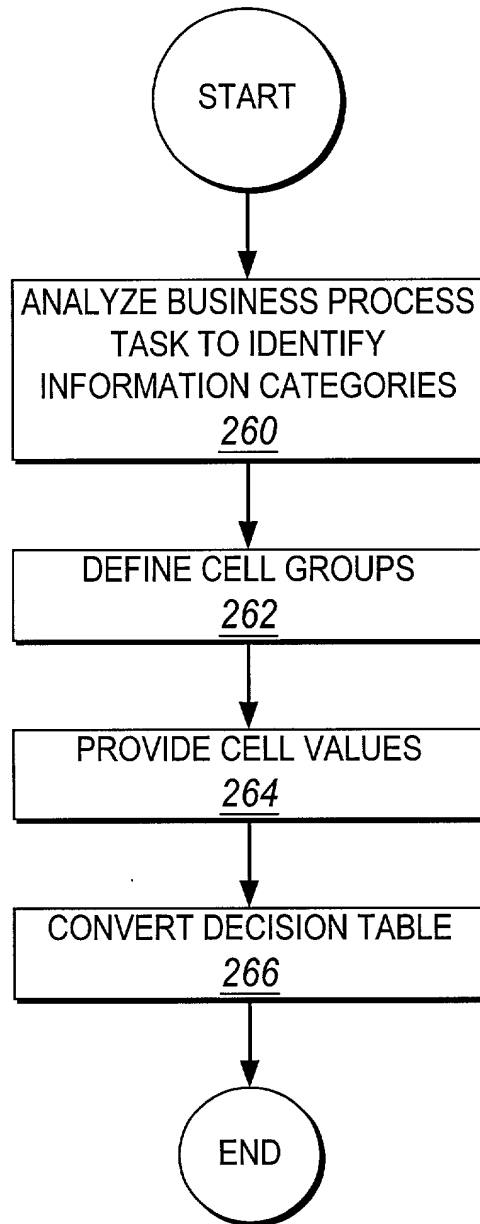 START
ANALYZE BUSINESS PROCESS
TASK TO IDENTIFY
INFORMATION CATEGORIES
260
DEFINE CELL GROUPS
262
PROVIDE CELL VALUES
264
CONVERT DECISION TABLE
266
END